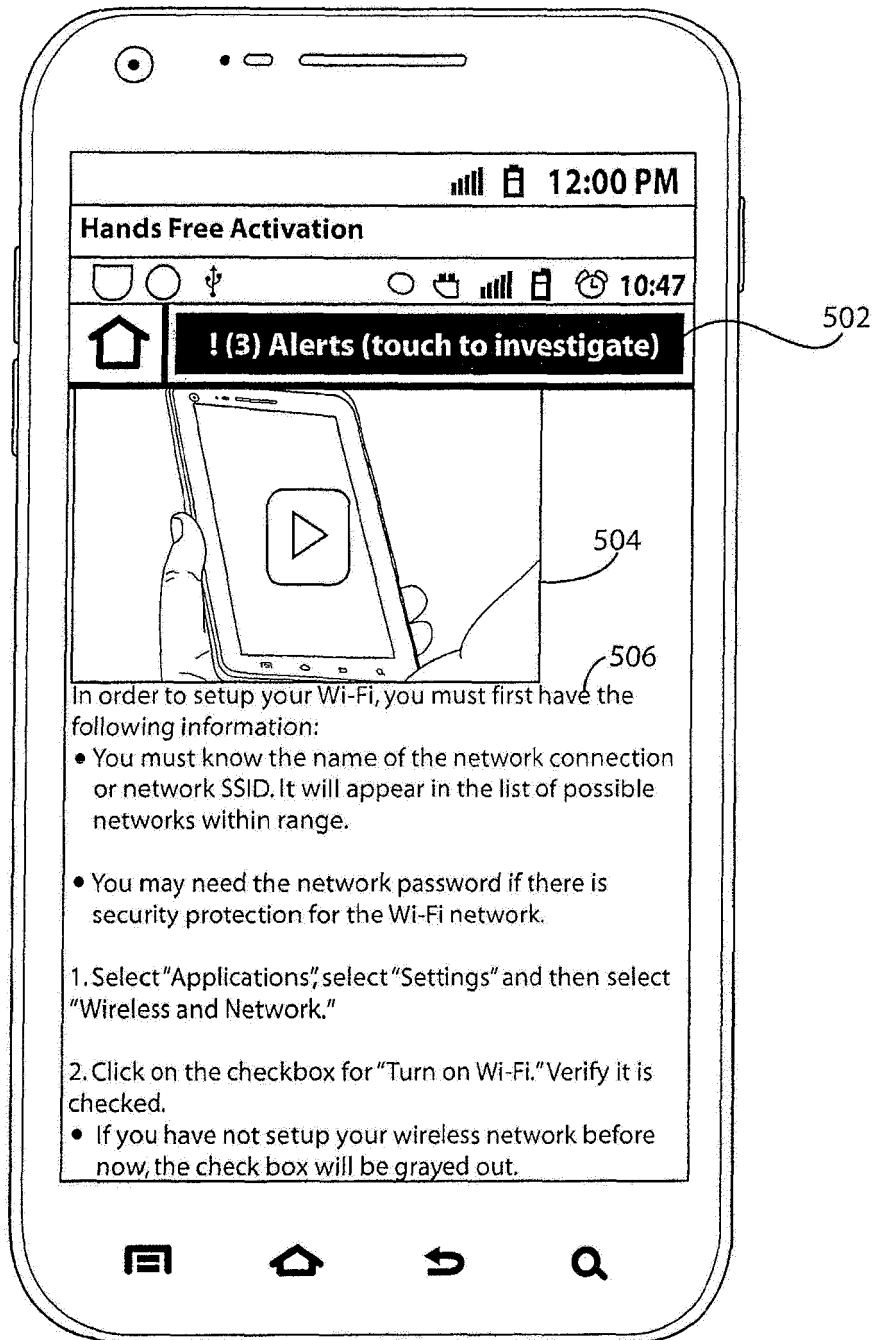 12:00 PM
Hands Free Activation
10:47
! (3) Alerts (touch to investigate)
502
504
506
In order to setup your Wi-Fi, you must first have the
following information:
• You must know the name of the network connection
or network SSID. It will appear in the list of possible
networks within range.
• You may need the network password if there is
security protection for the Wi-Fi network.
1. Select "Applications", select "Settings" and then select
"Wireless and Network."
2. Click on the checkbox for "Turn on Wi-Fi." Verify it is
checked.
• If you have not setup your wireless network before
now, the check box will be grayed out.